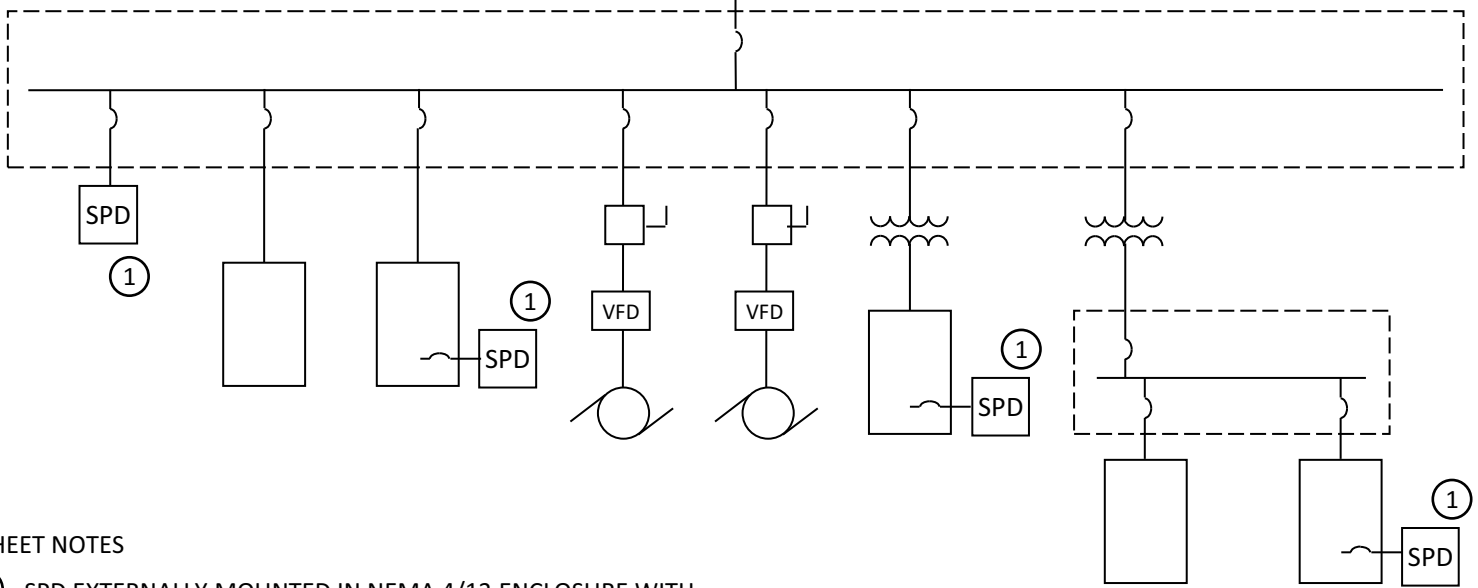 SPD
1
1
SPD
VFD
VFD
1
SPD
1
SPD
HEET NOTES
SPD EXTERNALLY MOUNTED IN NEMA 4/12 ENCLOSURE WITH